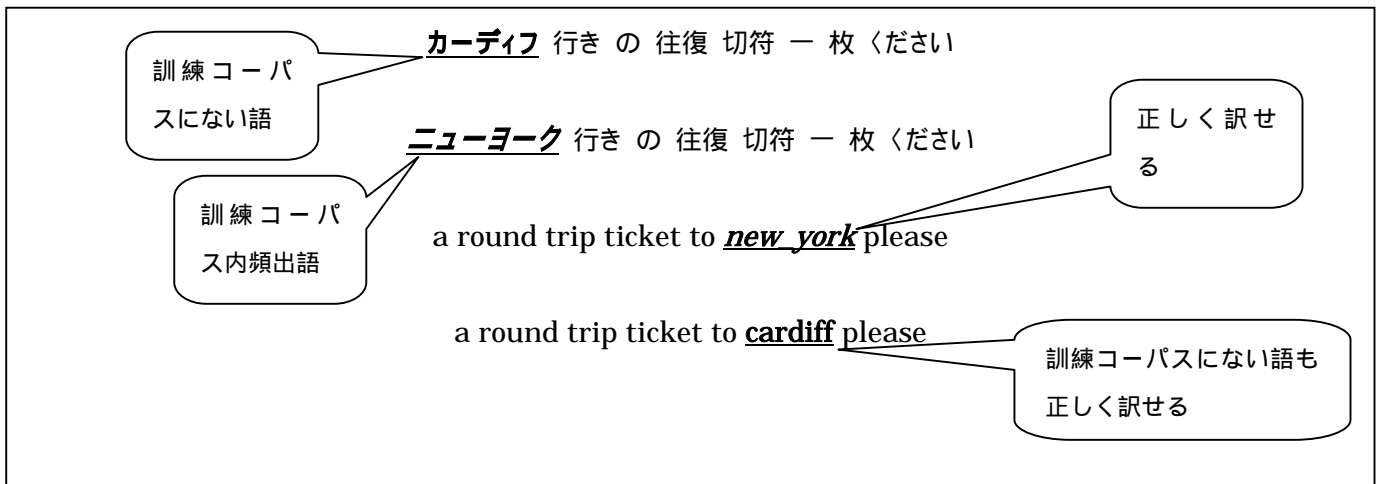 カーディフ 行き の 往復 切符 一 枚 ください
訓練コーパ
スにない語
ニューヨーク 行き の 往復 切符 一 枚 ください
正しく訳せ
る
訓練コーパ
ス内頻出語
a round trip ticket to new_york please
a round trip ticket to cardiff please
訓練コーパスにない語も
正しく訳せる